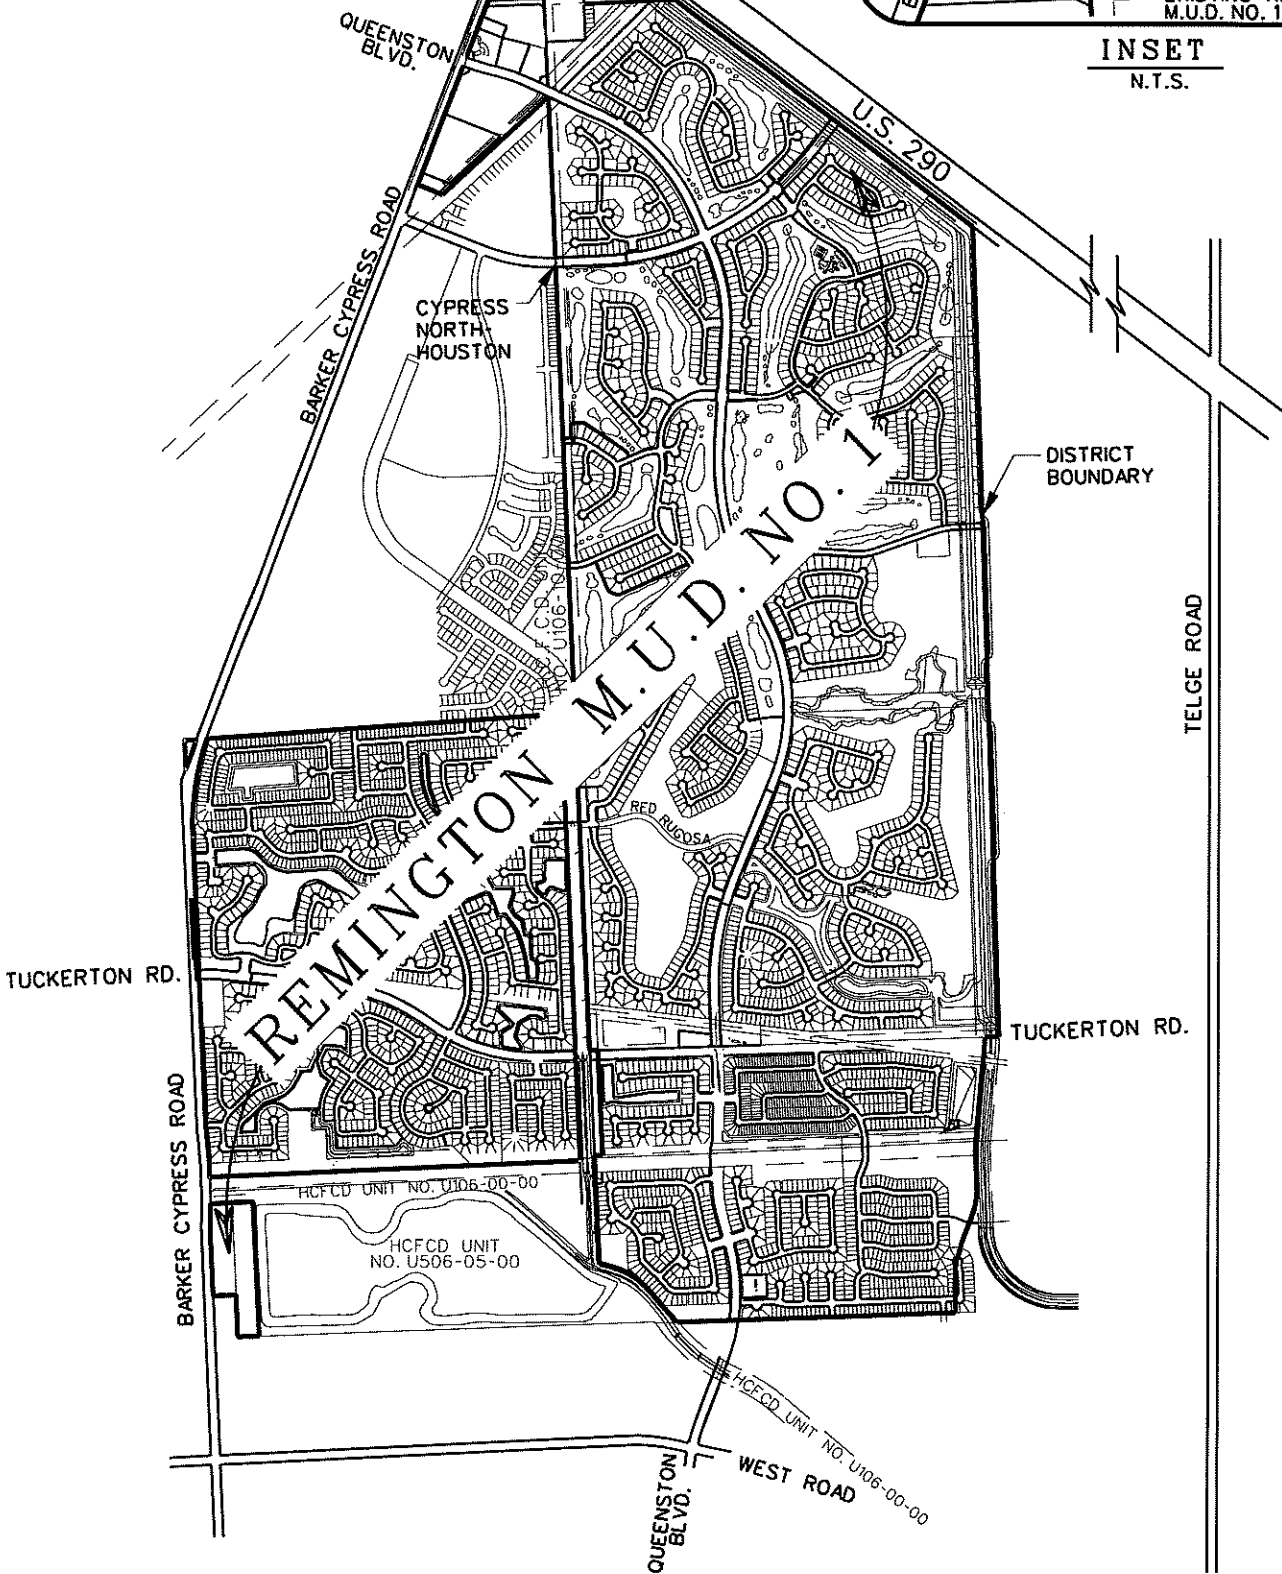 M.U.D. NO. 1
INSET
N.T.S.
QUEENSTON
BLVD.
U.S. 290
BARKER CYPRESS ROAD
CYPRESS
NORTH-
HOUSTON
DISTRICT
BOUNDARY
REMINGTON M.U.D. NO. 1
TELGE ROAD
RED RUGOSA
TUCKERTON RD.
TUCKERTON RD.
BARKER CYPRESS ROAD
HCFCD UNIT NO. U106-00-00
HCFCD UNIT
NO. U506-05-00
HCFCD UNIT NO. U106-00-00
WEST ROAD
QUEENSTON
BLVD.